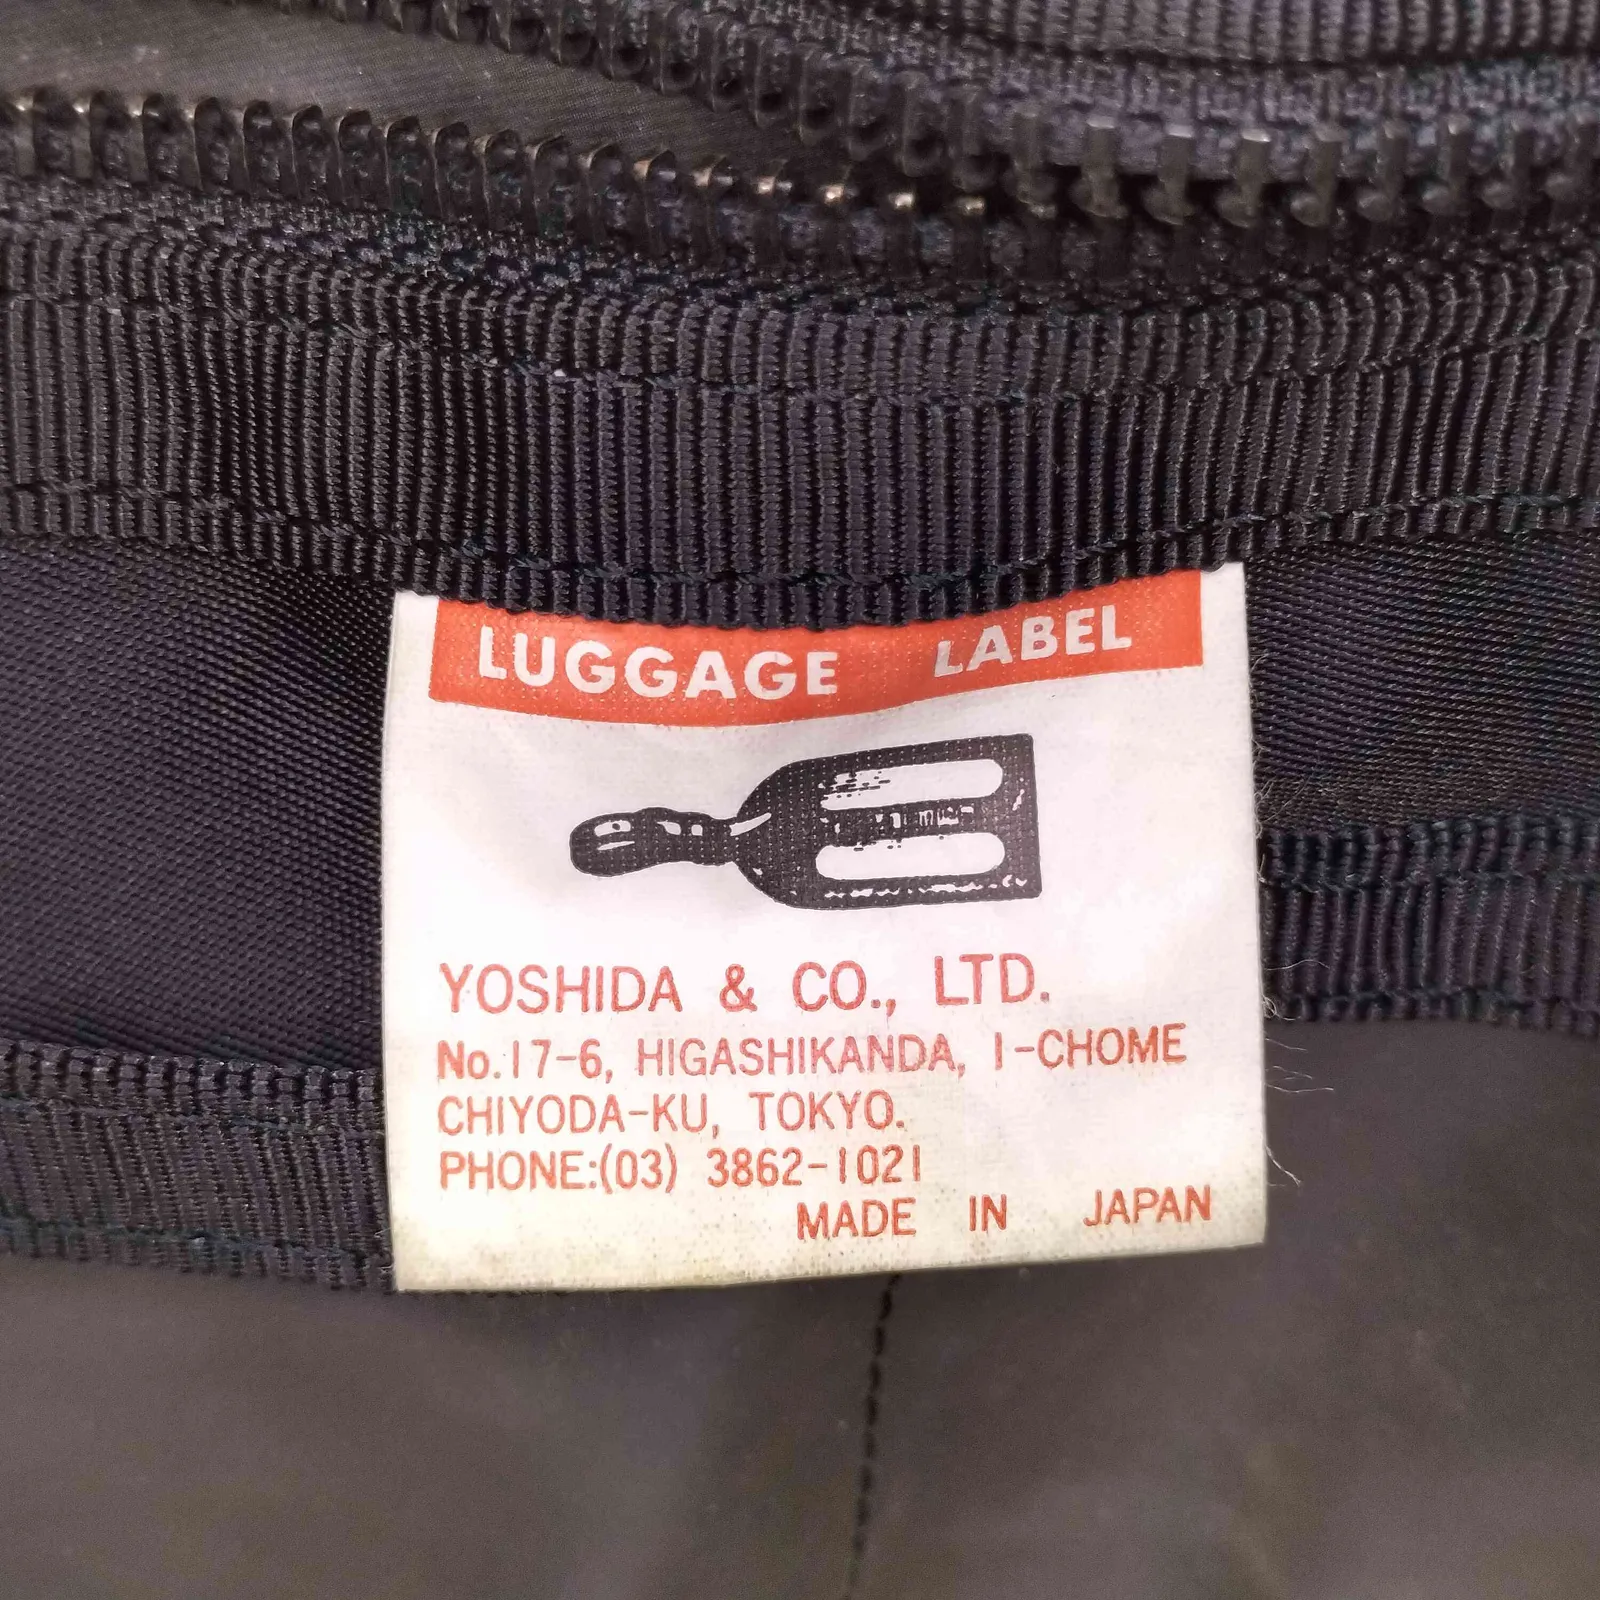 LUGGAGE LABEL
YOSHIDA & CO., LTD.
No.17-6, HIGASHIKANDA, 1-CHOME
CHIYODA-KU, TOKYO.
PHONE:(03) 3862-1021
MADE IN JAPAN